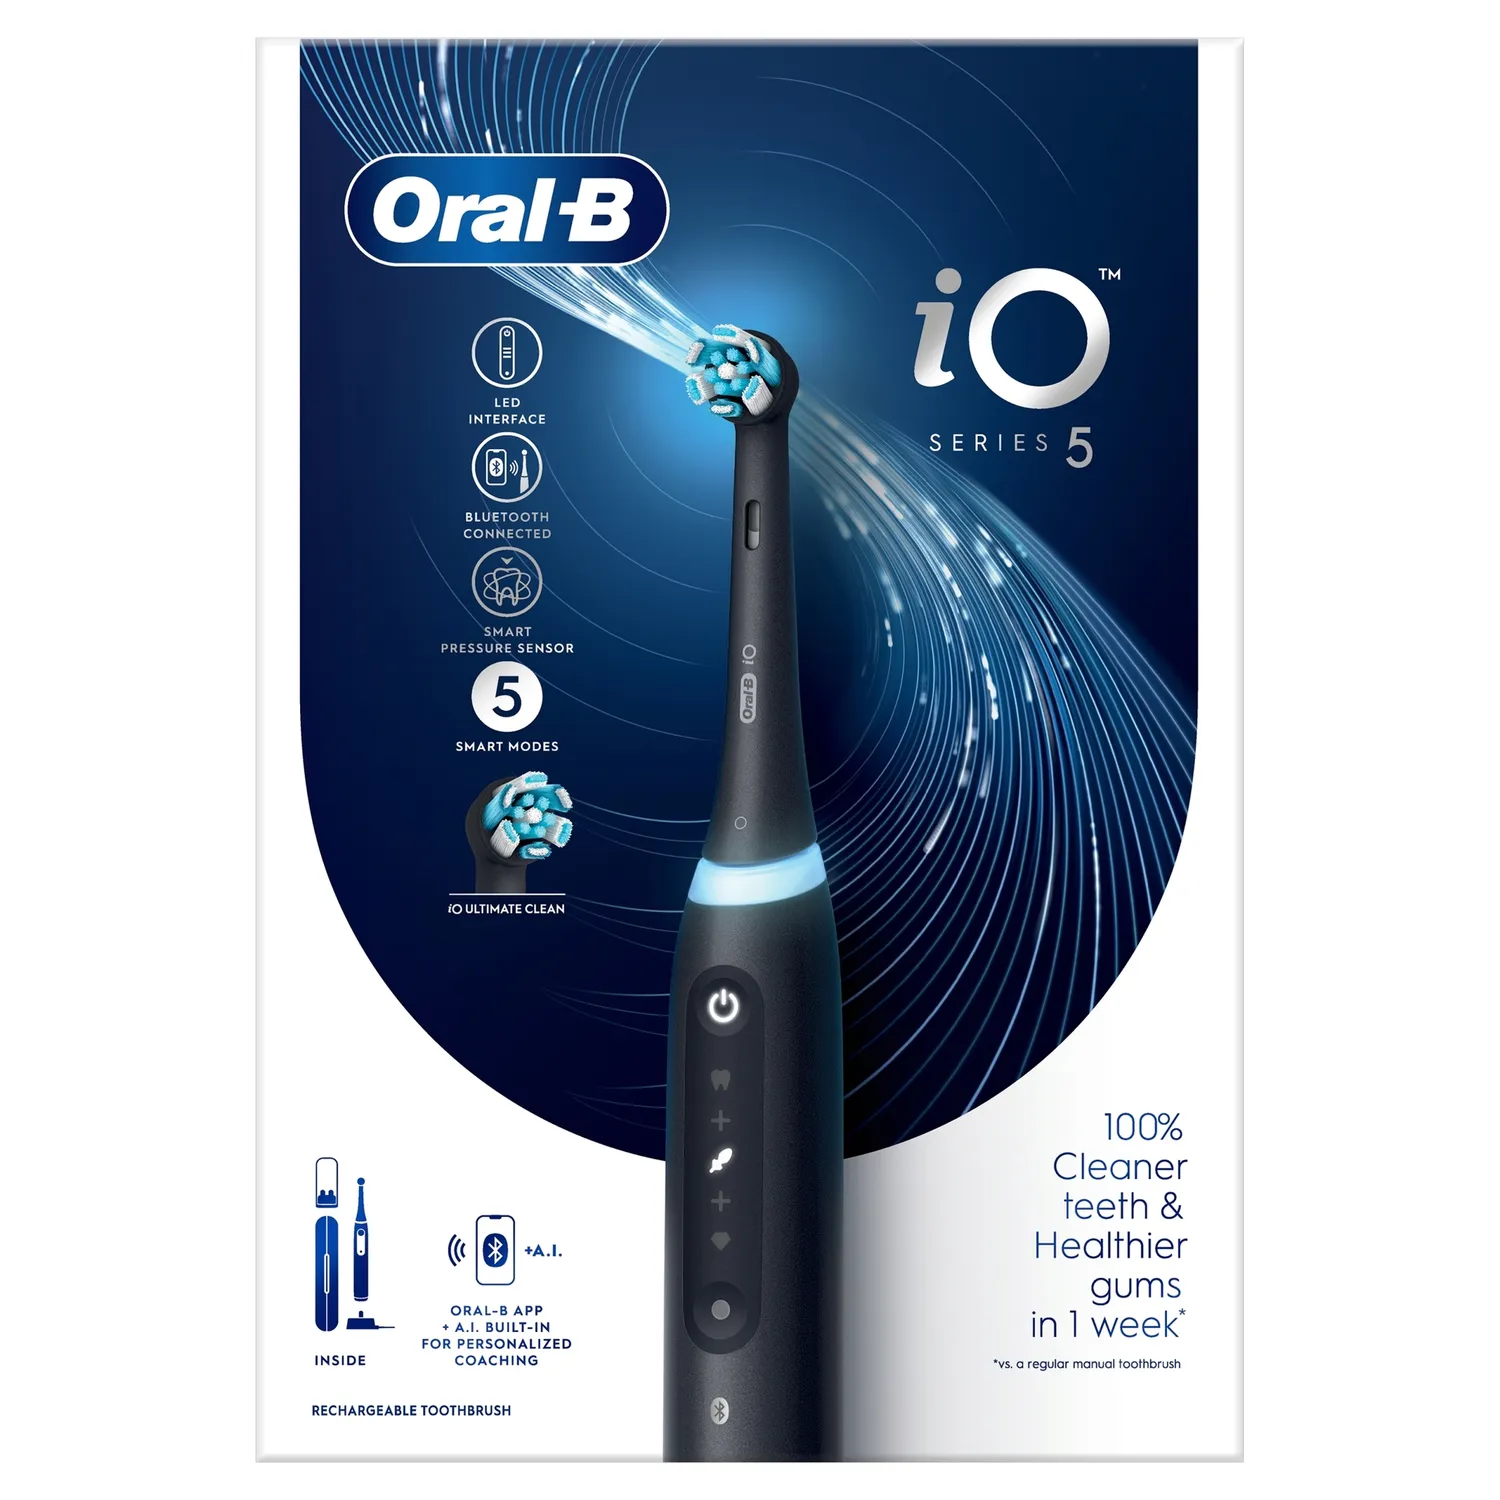 Oral-B
iO™
SERIES 5
LED
INTERFACE
BLUETOOTH
CONNECTED
SMART
PRESSURE SENSOR
5
SMART MODES
iO ULTIMATE CLEAN
Oral-B iO
INSIDE
+A.I.
ORAL-B APP
+ A.I. BUILT-IN
FOR PERSONALIZED
COACHING
RECHARGEABLE TOOTHBRUSH
100%
Cleaner
teeth &
Healthier
gums
in 1 week*
*vs. a regular manual toothbrush